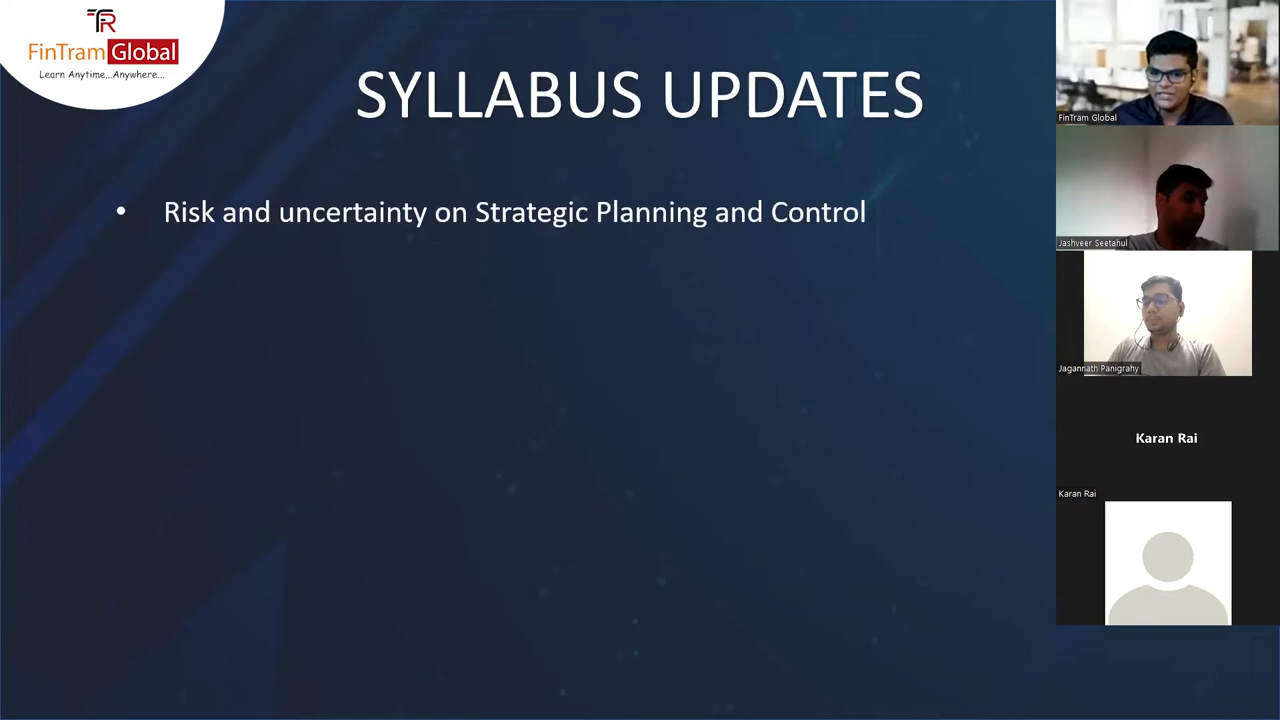 TR
FinTram Global
Learn Anytime...Anywhere...
SYLLABUS UPDATES
• Risk and uncertainty on Strategic Planning and Control
FinTram Global
Jashveer Seetahul
Jagannath Panigrahy
Karan Rai
Karan Rai